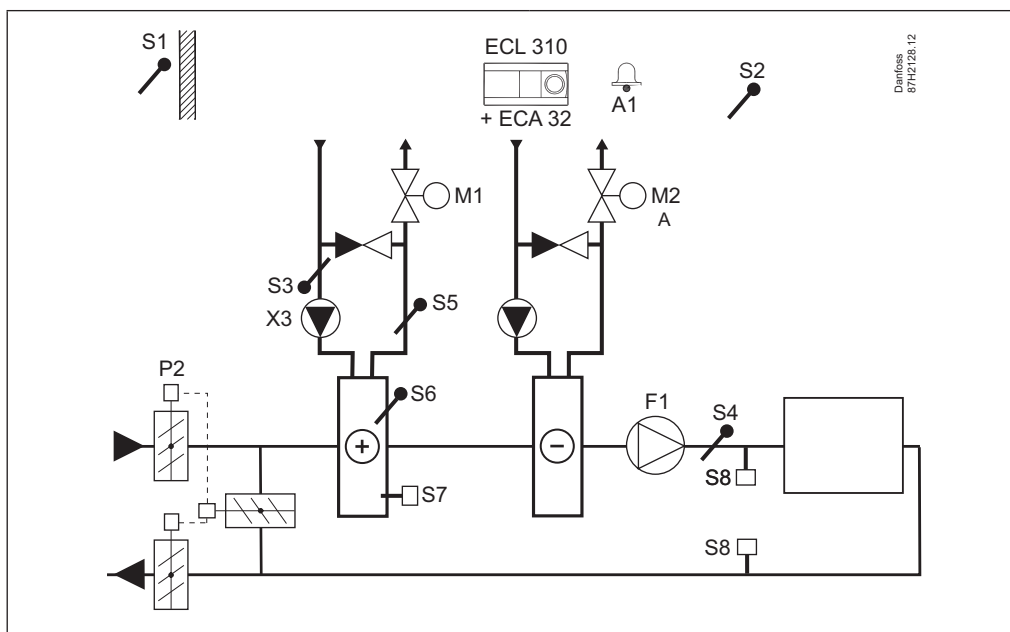 S1
ECL 310
+ ECA 32
A1
S2
Danfoss
87H2128.12
M1
M2
A
S3
X3
S5
P2
S6
S7
F1
S4
S8
S8